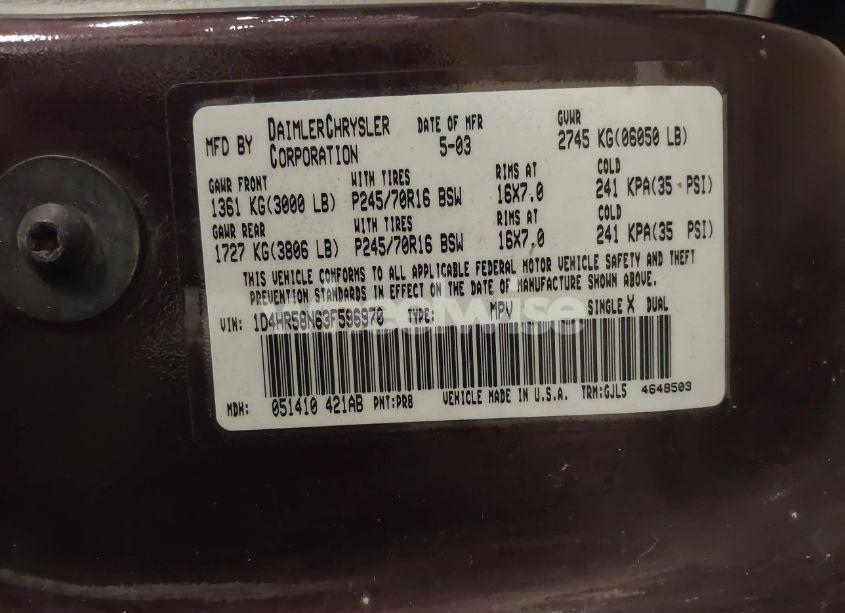 MFD BY DAIMLERCHRYSLER CORPORATION DATE OF MFR 5-03 GVWR 2745 KG(06050 LB)
GAWR FRONT WITH TIRES RIMS AT COLD
1361 KG(3000 LB) P245/70R16 BSW 16X7.0 241 KPA(35 PSI)
GAWR REAR WITH TIRES RIMS AT COLD
1727 KG(3806 LB) P245/70R16 BSW 16X7.0 241 KPA(35 PSI)
THIS VEHICLE CONFORMS TO ALL APPLICABLE FEDERAL MOTOR VEHICLE SAFETY AND THEFT
PREVENTION STANDARDS IN EFFECT ON THE DATE OF MANUFACTURE SHOWN ABOVE.
VIN: 1D4HR58N63F596970 TYPE: MPV SINGLE X DUAL
MDH: 051410 421AB PNT:PR8 VEHICLE MADE IN U.S.A. TRM:GJL5 4648503